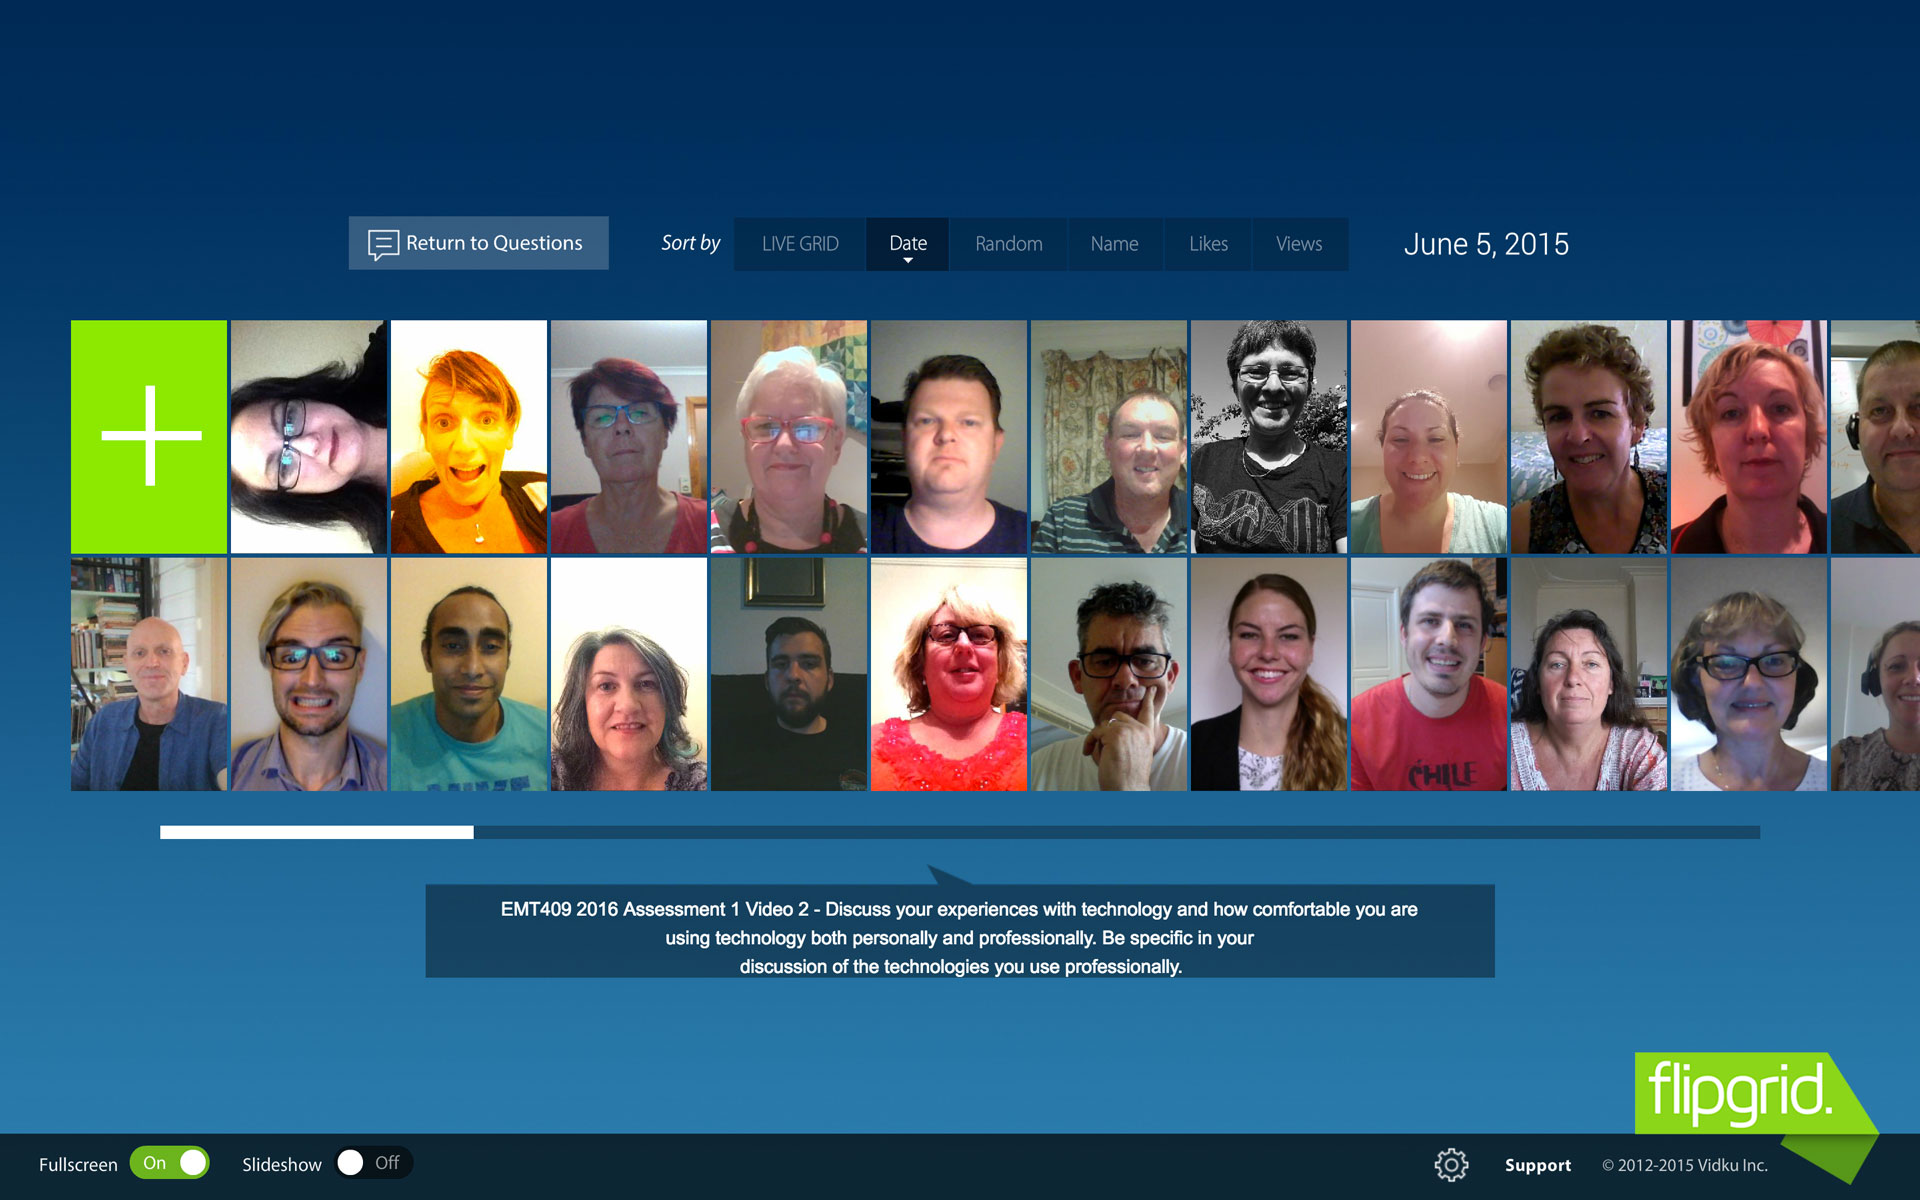 Return to Questions
Sort by
LIVE GRID
Date
Random
Name
Likes
Views
June 5, 2015
NIKE
CHILE
EMT409 2016 Assessment 1 Video 2 - Discuss your experiences with technology and how comfortable you are
using technology both personally and professionally. Be specific in your
discussion of the technologies you use professionally.
flipgrid.
Fullscreen
On
Slideshow
Off
Support
© 2012-2015 Vidku Inc.